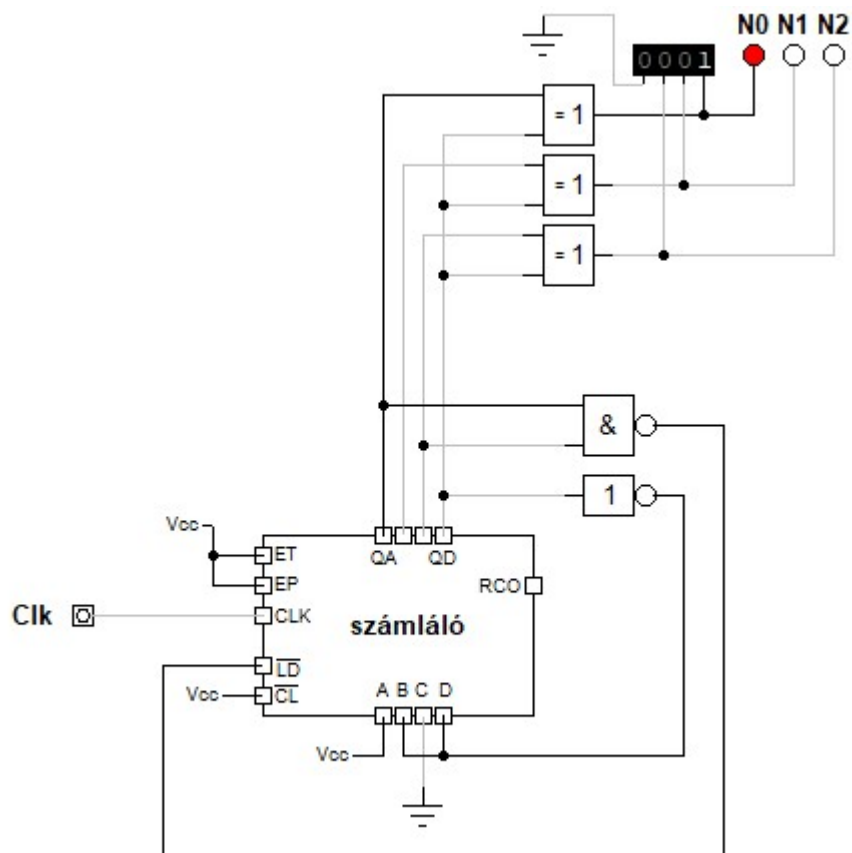 N0 N1 N2
0001
= 1
= 1
= 1
&
1
Vcc
ET
QA QD
EP
RCO
Clk
CLK
számláló
LD
Vcc
CL
A B C D
Vcc